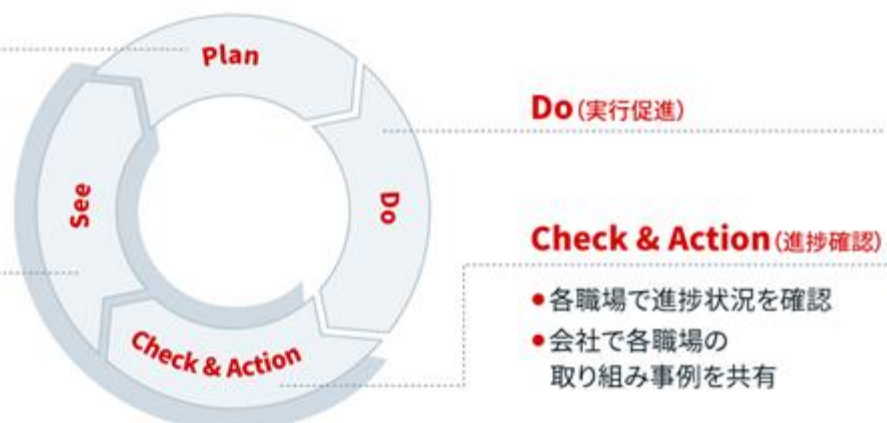 Plan
Do
See
Check & Action
Do(実行促進)
Check & Action(進捗確認)
●各職場で進捗状況を確認
●会社で各職場の
取り組み事例を共有